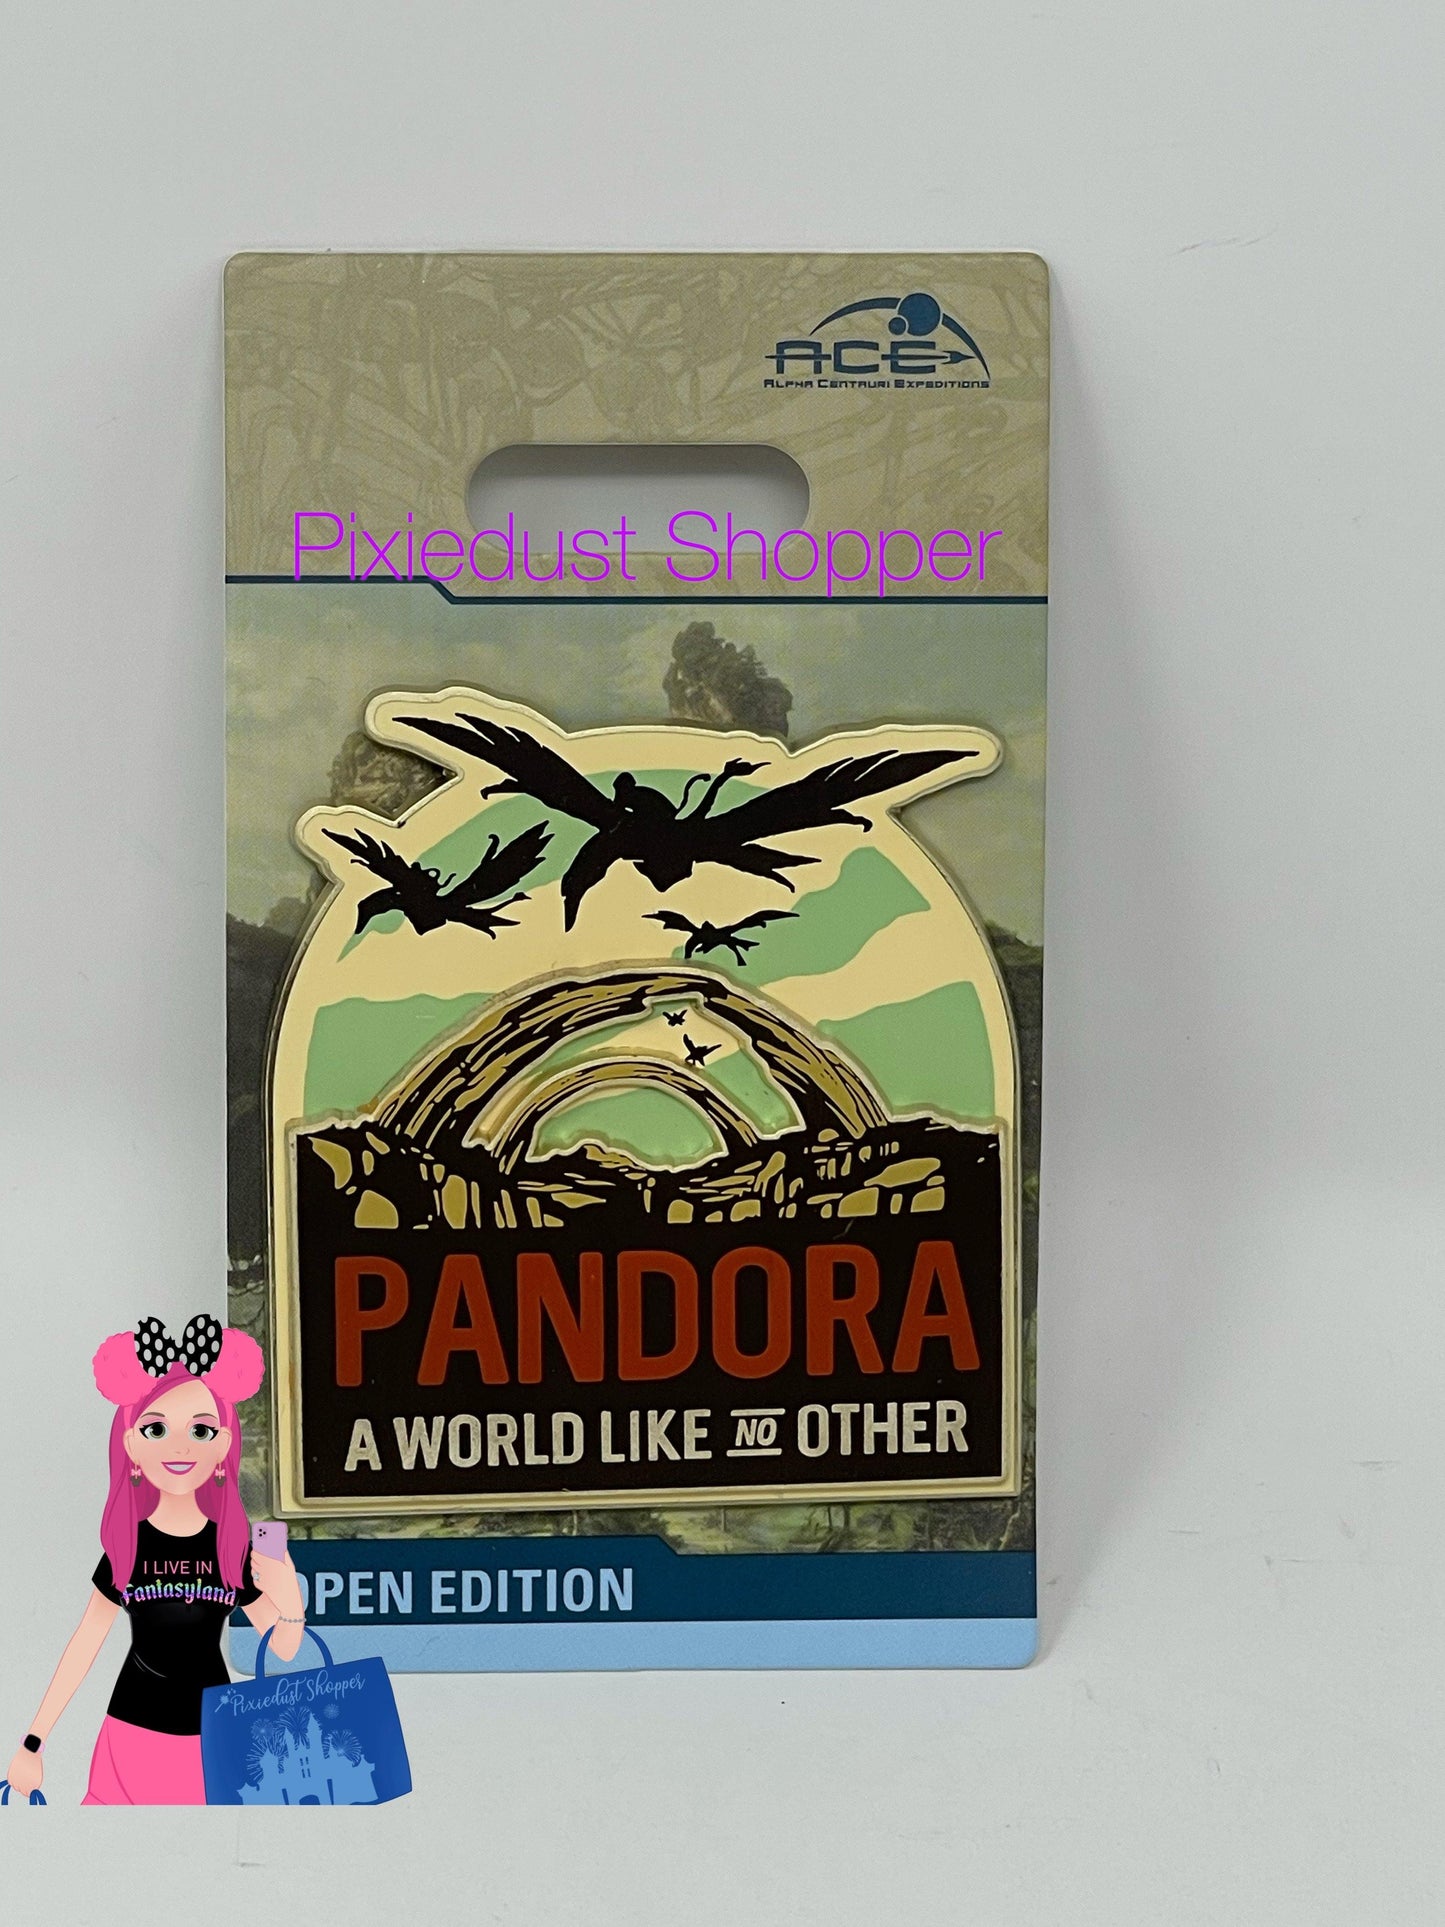 ACE
ALPHA CENTAURI EXPEDITIONS
Pixiedust Shopper
PANDORA
A WORLD LIKE NO OTHER
OPEN EDITION
I LIVE IN
Fantasyland
Pixiedust Shopper